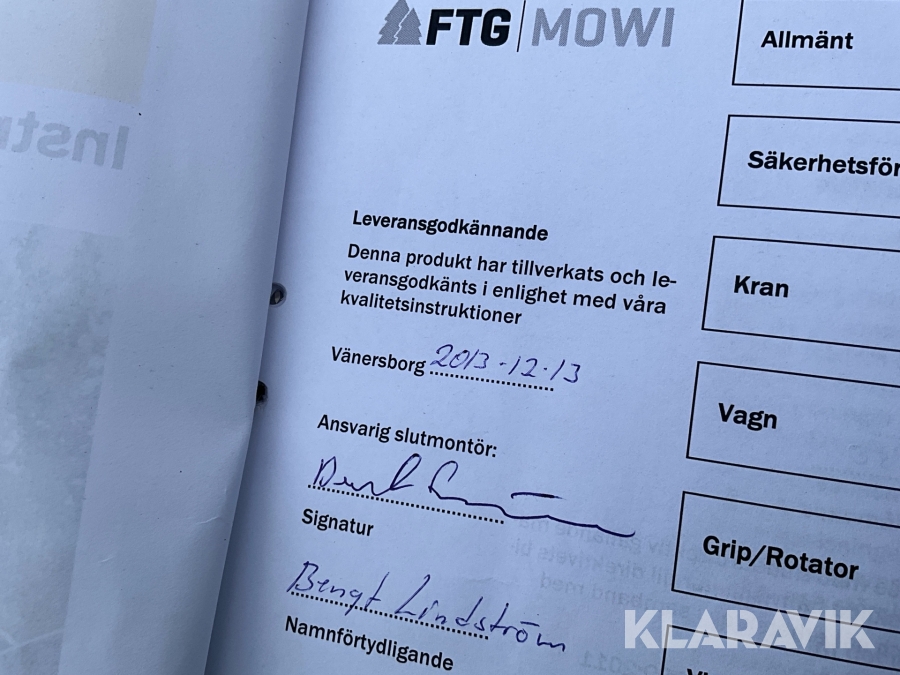 FTG MOWI
Leveransgodkännande
Denna produkt har tillverkats och le-
veransgodkänts i enlighet med våra
kvalitetsinstruktioner
Vänersborg 2013-12-13
Ansvarig slutmontör:
Signatur
Bengt Lindström
Namnförtydligande
Allmänt
Säkerhetsför
Kran
Vagn
Grip/Rotator
KLARAVIK